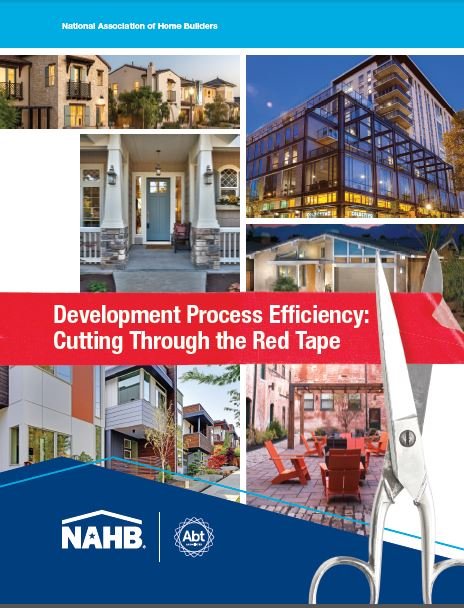 National Association of Home Builders
Development Process Efficiency:
Cutting Through the Red Tape
NAHB®
Abt